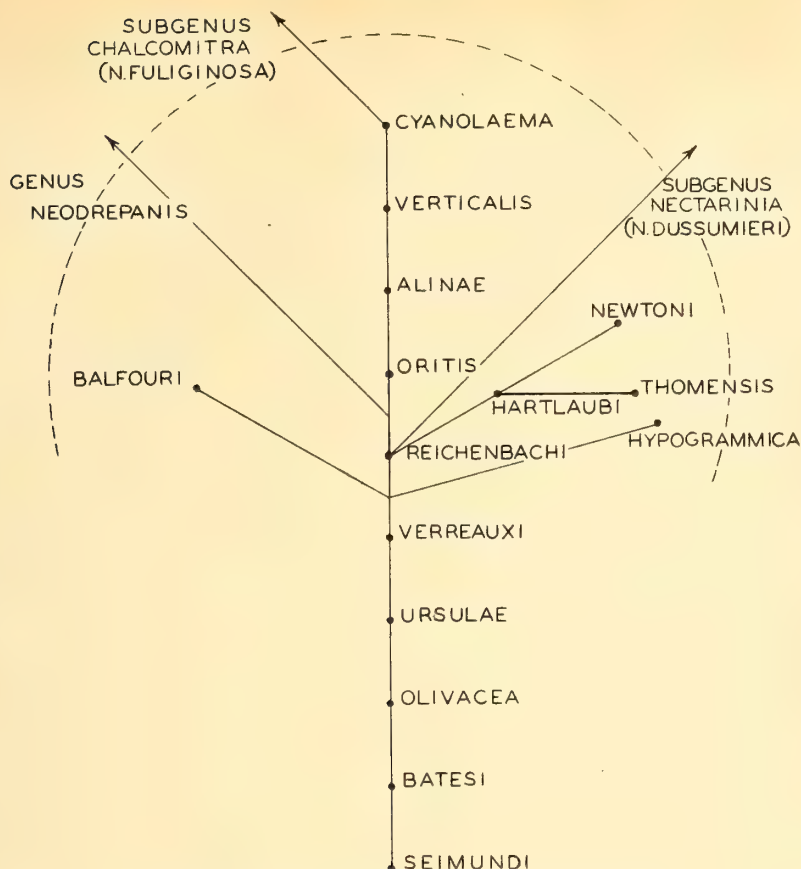 SUBGENUS
CHALCOMITRA
(N.FULIGINOSA)
CYANOLAEMA
GENUS
NEODREPANIS
VERTICALIS
SUBGENUS
NECTARINIA
(N.DUSSUMIERI)
ALINAE
NEWTONI
BALFOURI
ORITIS
HARTLAUBI
THOMENSIS
REICHENBACHI
HYPOGRAMMICA
VERREAUXI
URSULAE
OLIVACEA
BATESI
SEIMUNDI